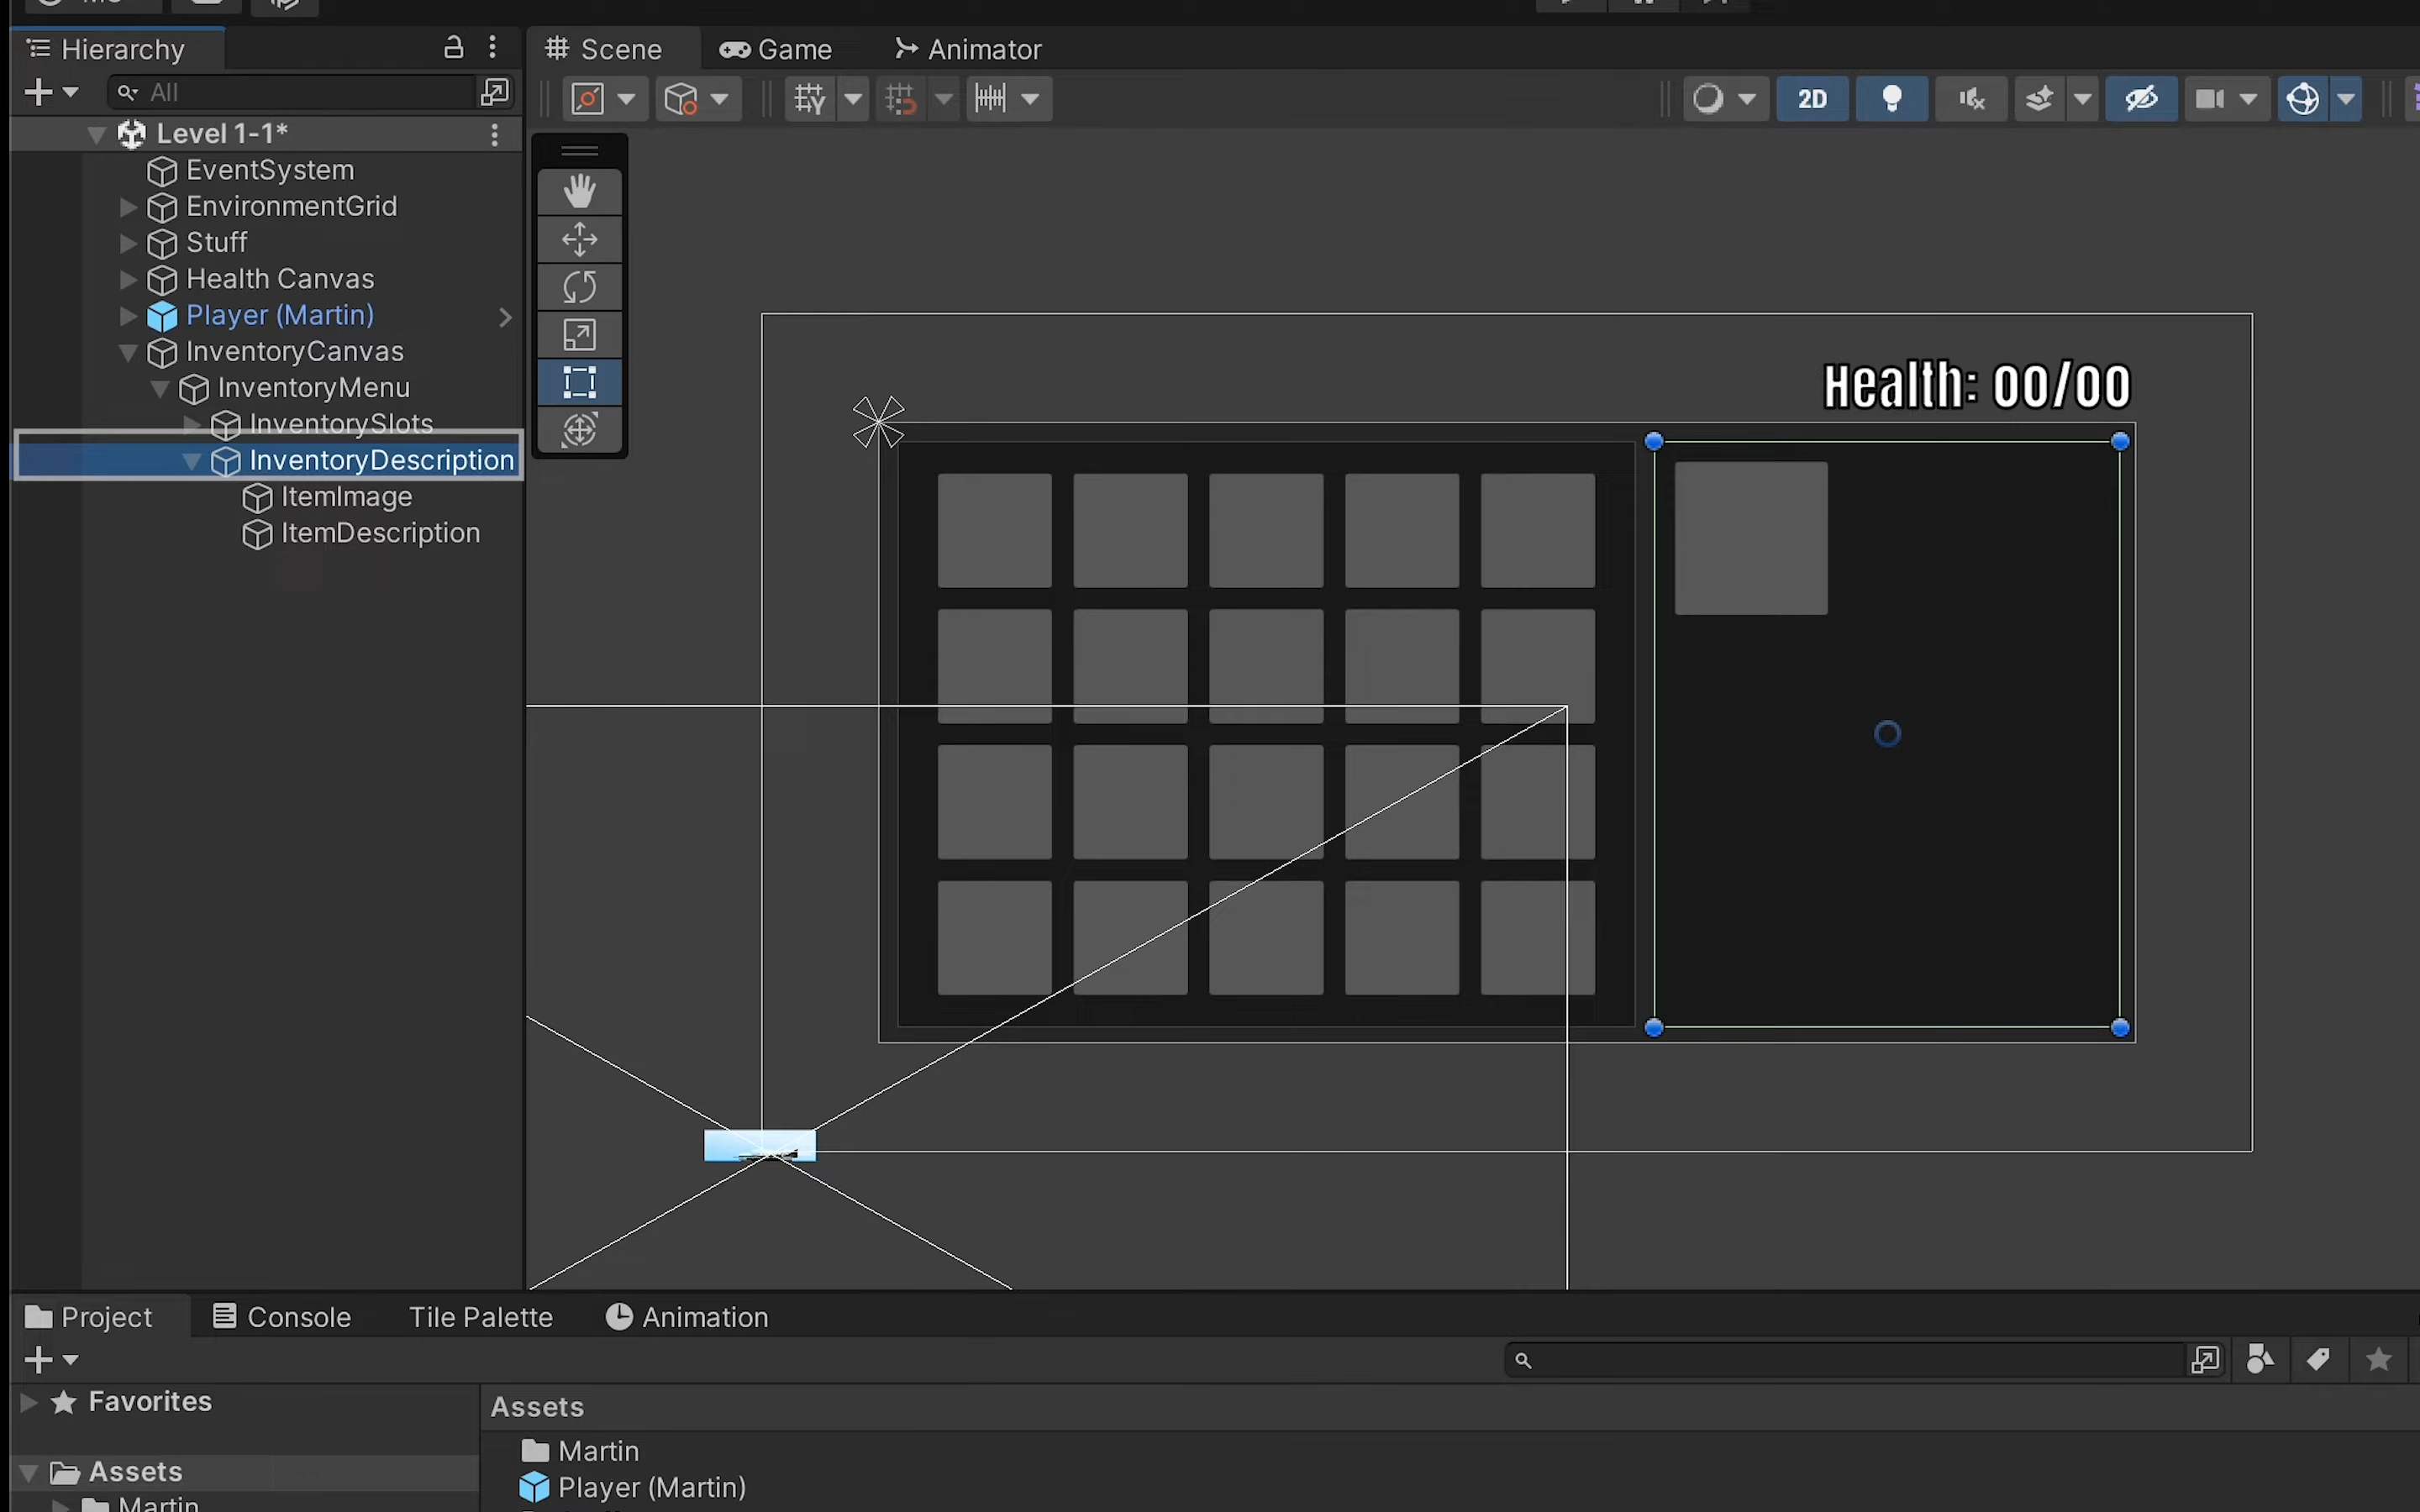 Hierarchy
All
Level 1-1*
EventSystem
EnvironmentGrid
Stuff
Health Canvas
Player (Martin)
InventoryCanvas
InventoryMenu
InventorySlots
InventoryDescription
ItemImage
ItemDescription
Scene Game Animator
2D
Health: 00/00
Project Console Tile Palette Animation
Favorites
Assets
Martin
Assets
Martin
Player (Martin)